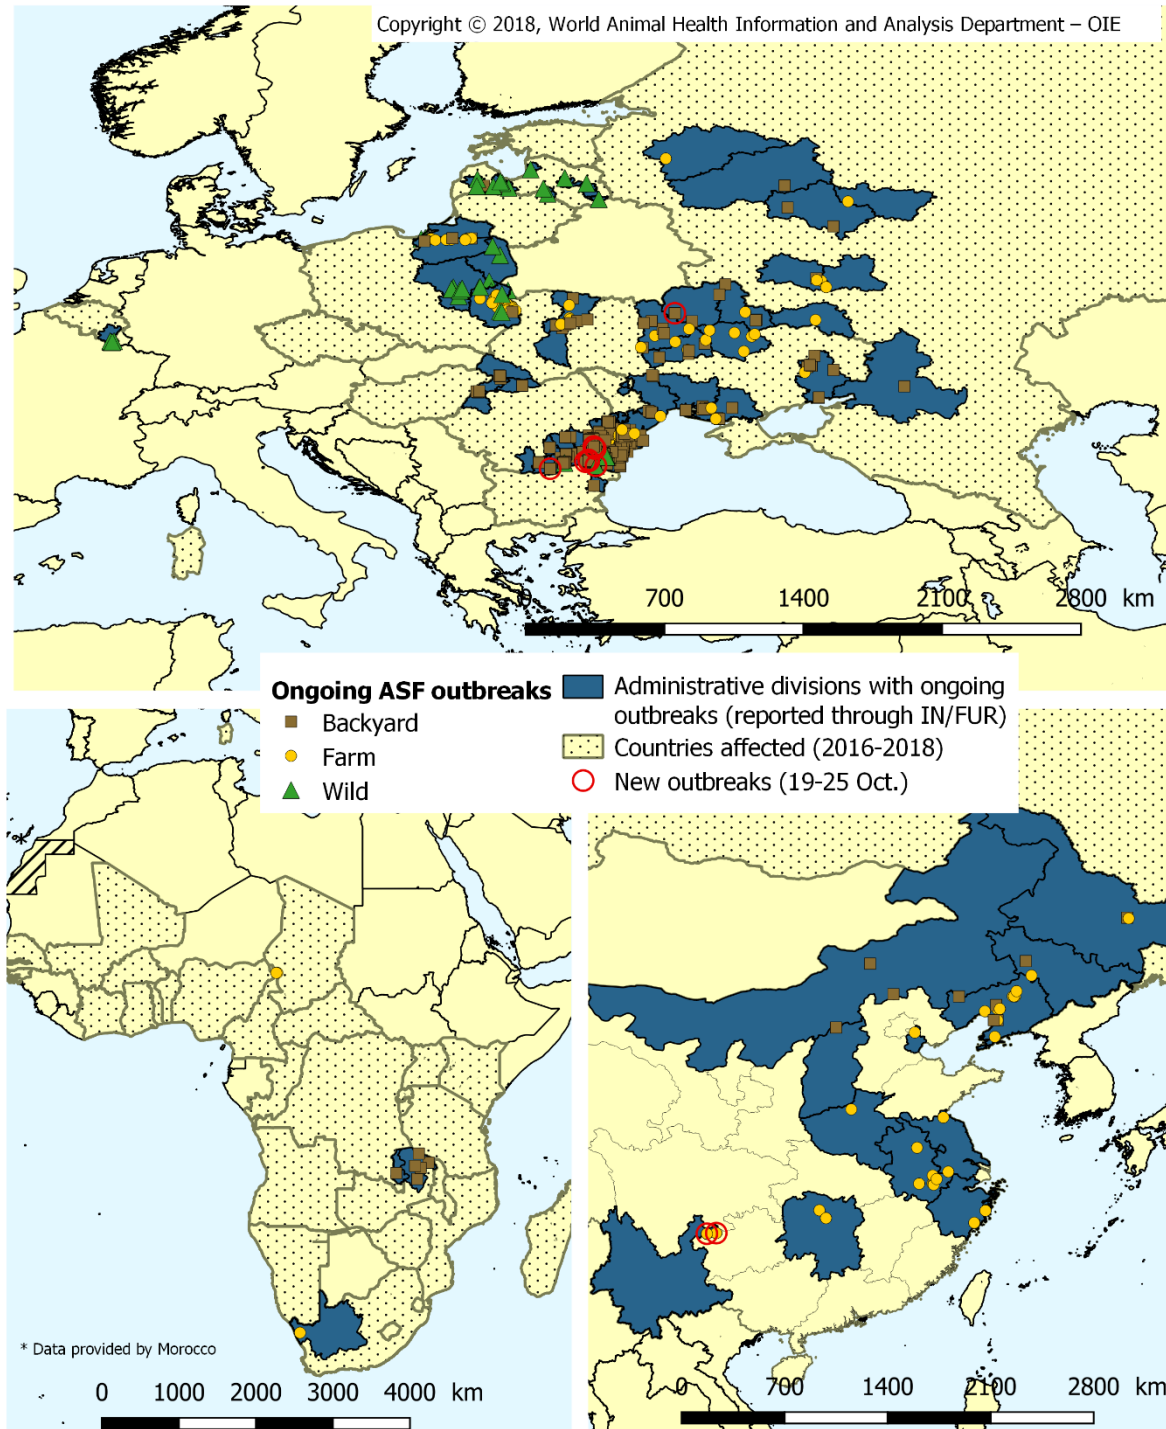 Copyright © 2018, World Animal Health Information and Analysis Department – OIE
0 700 1400 2100 2800 km
Ongoing ASF outbreaks
Backyard
Farm
Wild
Administrative divisions with ongoing
outbreaks (reported through IN/FUR)
Countries affected (2016-2018)
New outbreaks (19-25 Oct.)
*
* Data provided by Morocco
0 1000 2000 3000 4000 km
0 700 1400 2100 2800 km